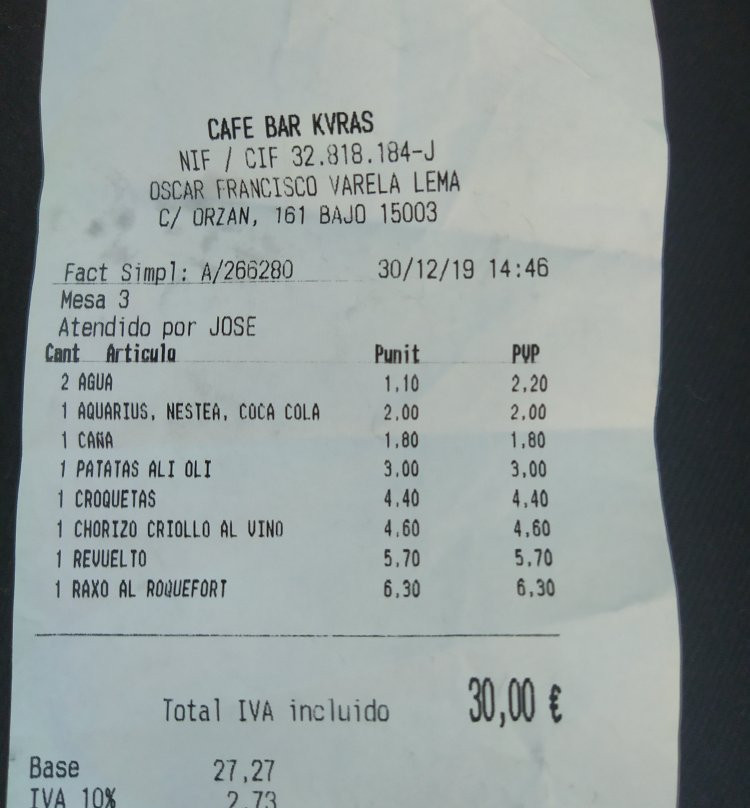 CAFE BAR KVRAS
NIF / CIF 32.818.184-J
OSCAR FRANCISCO VARELA LEMA
C/ ORZAN, 161 BAJO 15003
Fact Simpl: A/266280 30/12/19 14:46
Mesa 3
Atendido por JOSE
Cant Articulo Punit PVP
2 AGUA 1,10 2,20
1 AQUARIUS, NESTEA, COCA COLA 2,00 2,00
1 CAÑA 1,80 1,80
1 PATATAS ALI OLI 3,00 3,00
1 CROQUETAS 4,40 4,40
1 CHORIZO CRIOLLO AL VINO 4,60 4,60
1 REVUELTO 5,70 5,70
1 RAXO AL ROQUEFORT 6,30 6,30
Total IVA incluido 30,00 €
Base 27,27
IVA 10% 2,73